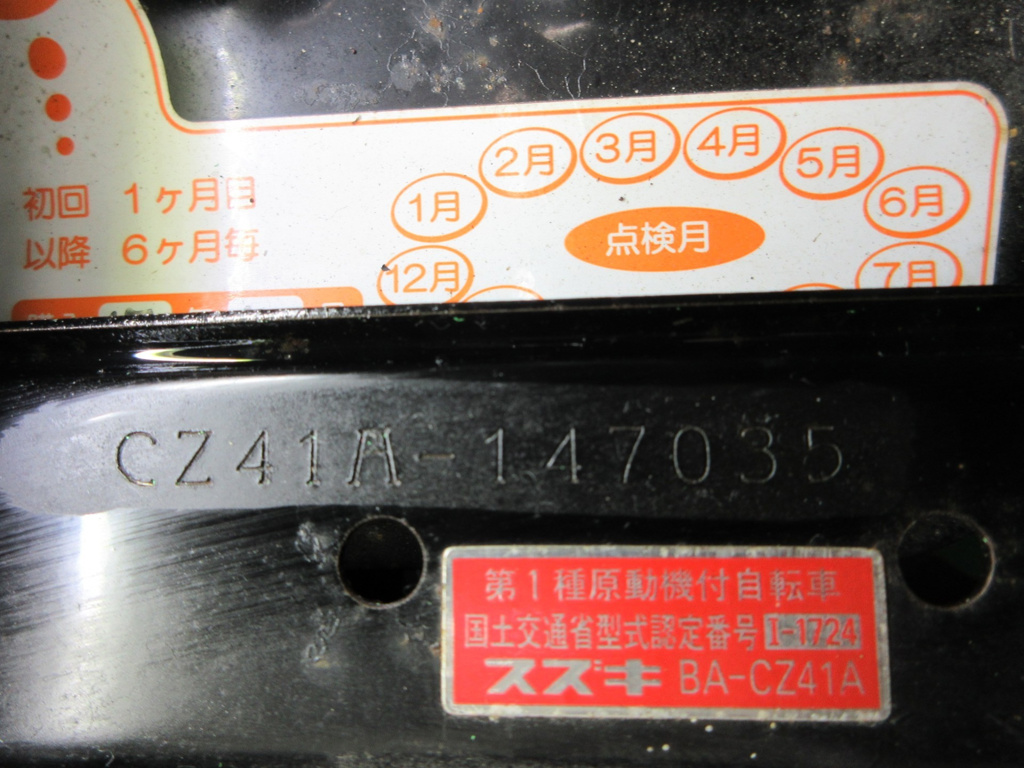 初回 1ヶ月目
以降 6ヶ月毎
1月
2月
3月
4月
5月
6月
7月
12月
点検月
CZ41A-147035
第1種原動機付自転車
国土交通省型式認定番号 I-1724
スズキ BA-CZ41A